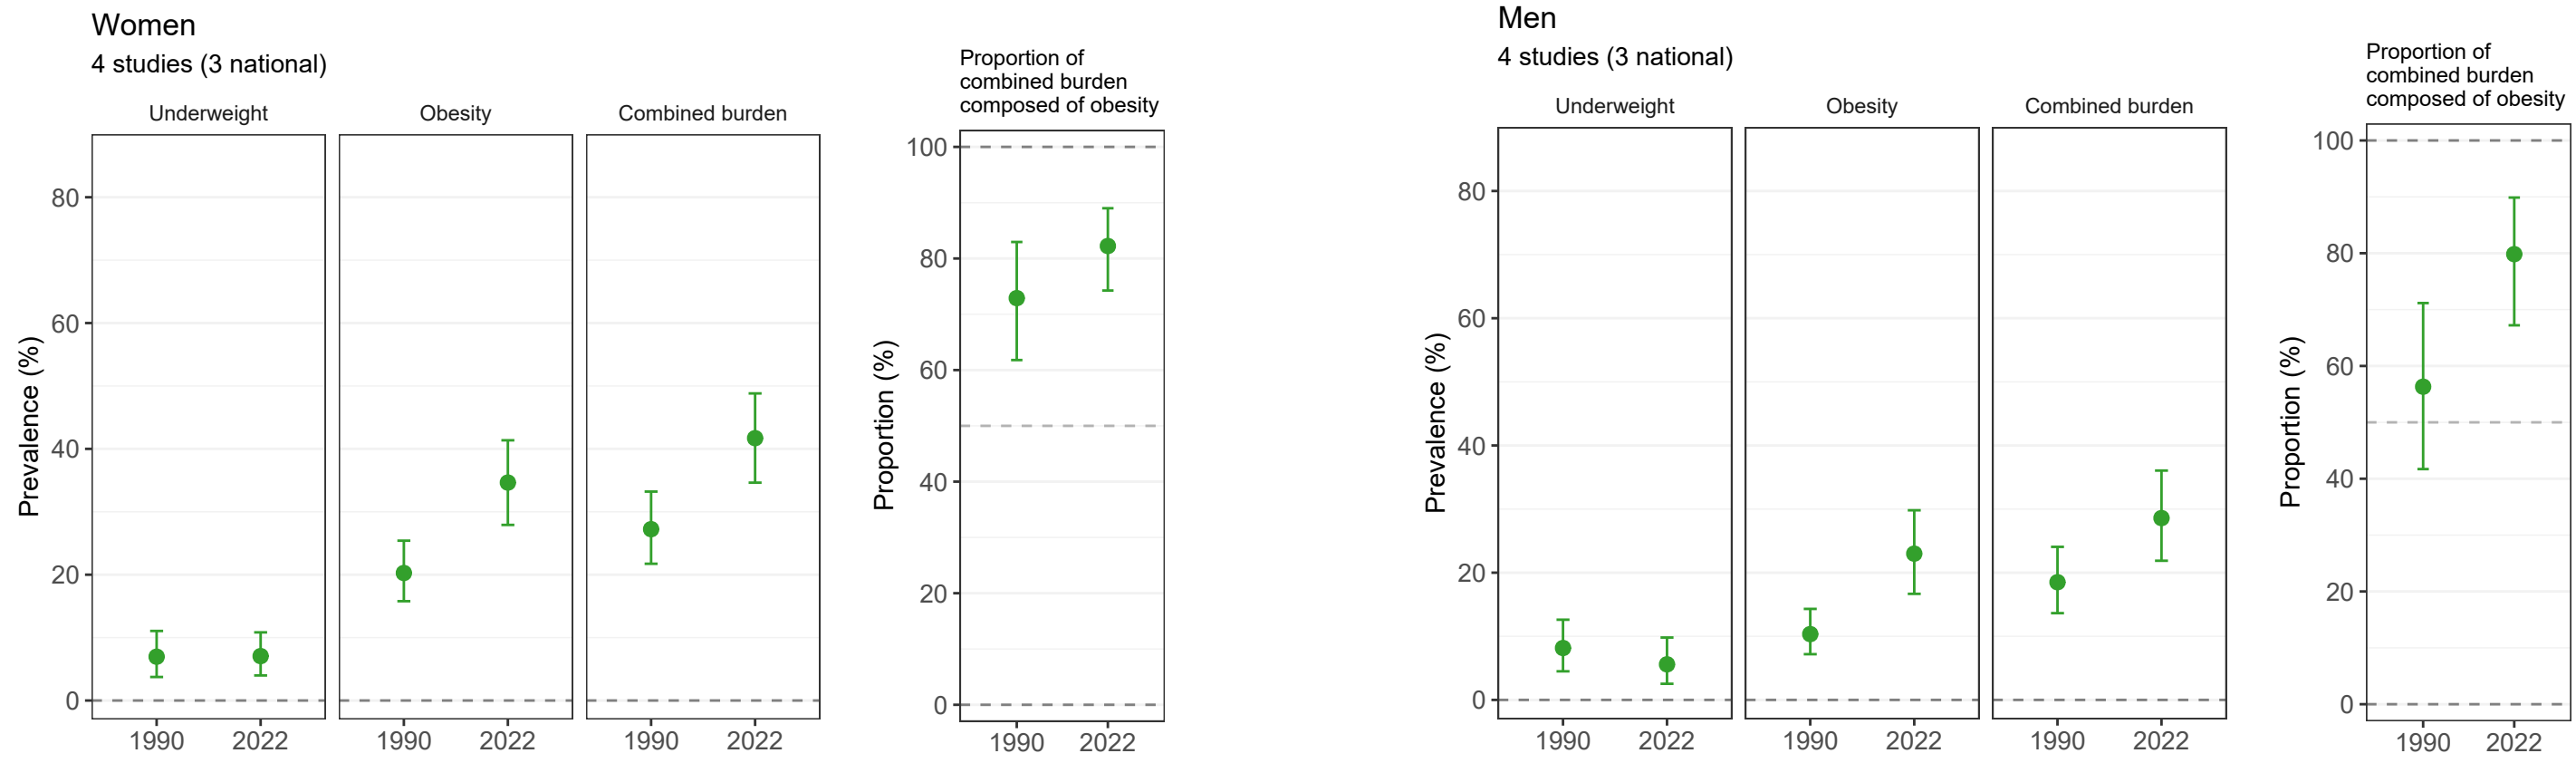 Women
4 studies (3 national)
Underweight
Obesity
Combined burden
Prevalence (%)
80
60
40
20
0
1990 2022
1990 2022
1990 2022
Proportion of
combined burden
composed of obesity
Proportion (%)
100
80
60
40
20
0
1990 2022
Men
4 studies (3 national)
Underweight
Obesity
Combined burden
Prevalence (%)
80
60
40
20
0
1990 2022
1990 2022
1990 2022
Proportion of
combined burden
composed of obesity
Proportion (%)
100
80
60
40
20
0
1990 2022